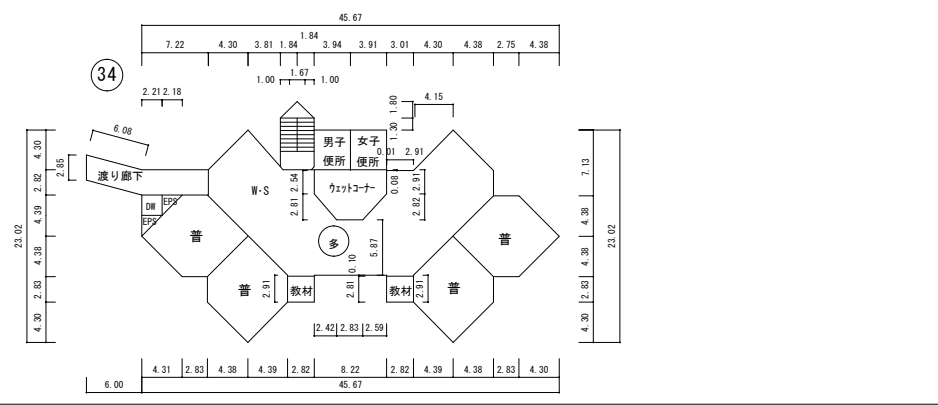 45.67
1.84
7.22 4.30 3.81 1.84 3.94 3.91 3.01 4.30 4.38 2.75 4.38
34
1.67
1.00 1.00
2.21 2.18
4.15
1.80
1.30
6.08
男子便所
女子便所
0.01 2.91
4.30
2.82
4.39
4.38
2.83
4.30
23.02
2.85
渡り廊下
W·S
2.54
2.81
ウェットコーナー
0.08
2.91
2.82
7.13
4.38
4.38
2.83
4.30
23.02
DW
EPS
EPS
普
多
5.87
普
0.10
普
2.91
教材
2.81
教材
2.91
普
2.42 2.83 2.59
4.31 2.83 4.38 4.39 2.82 8.22 2.82 4.39 4.38 2.83 4.30
6.00
45.67